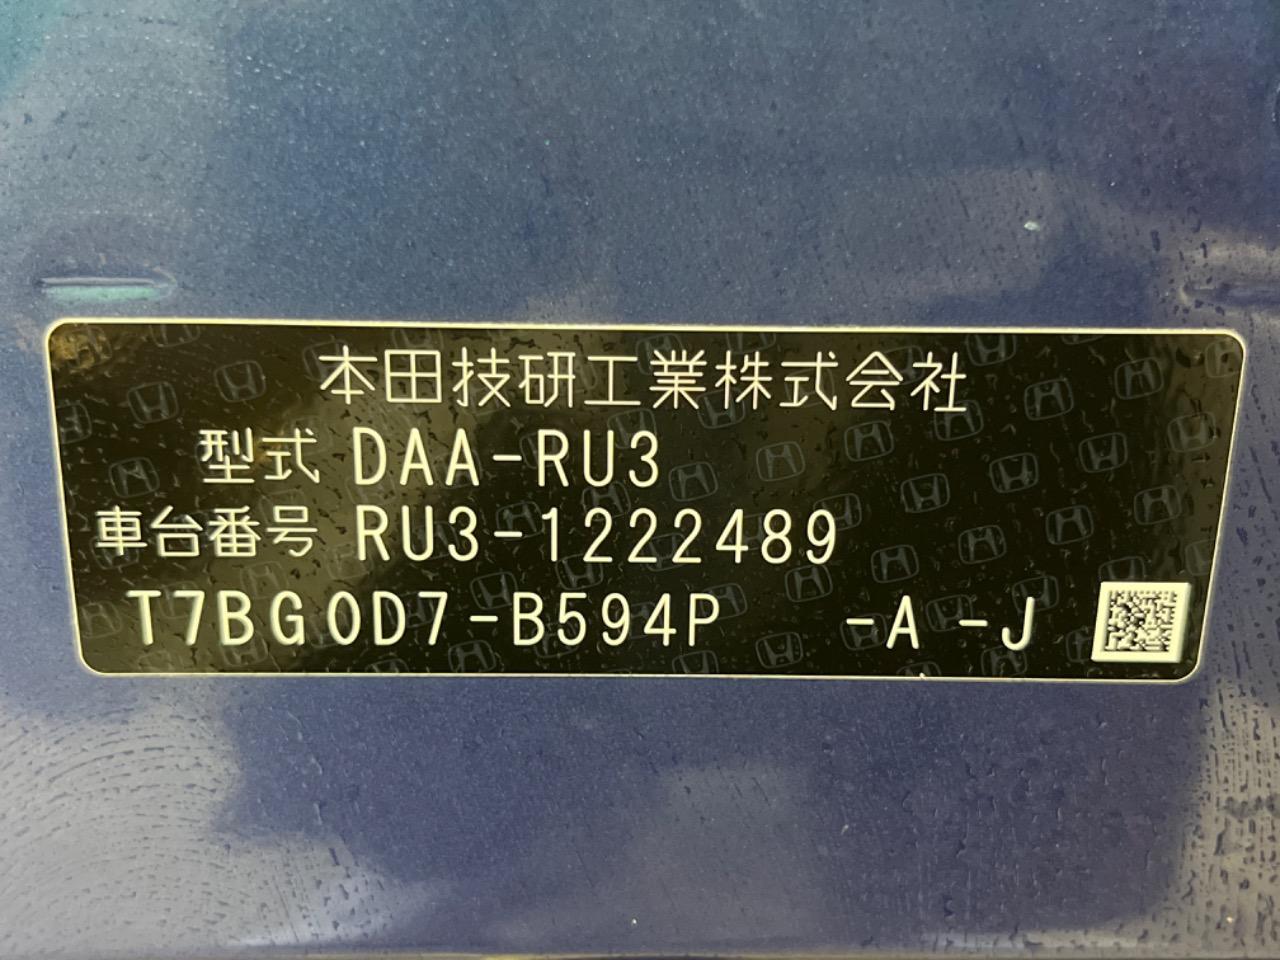 本田技研工業株式会社
型式 DAA-RU3
車台番号 RU3-1222489
T7BG0D7-B594P -A -J